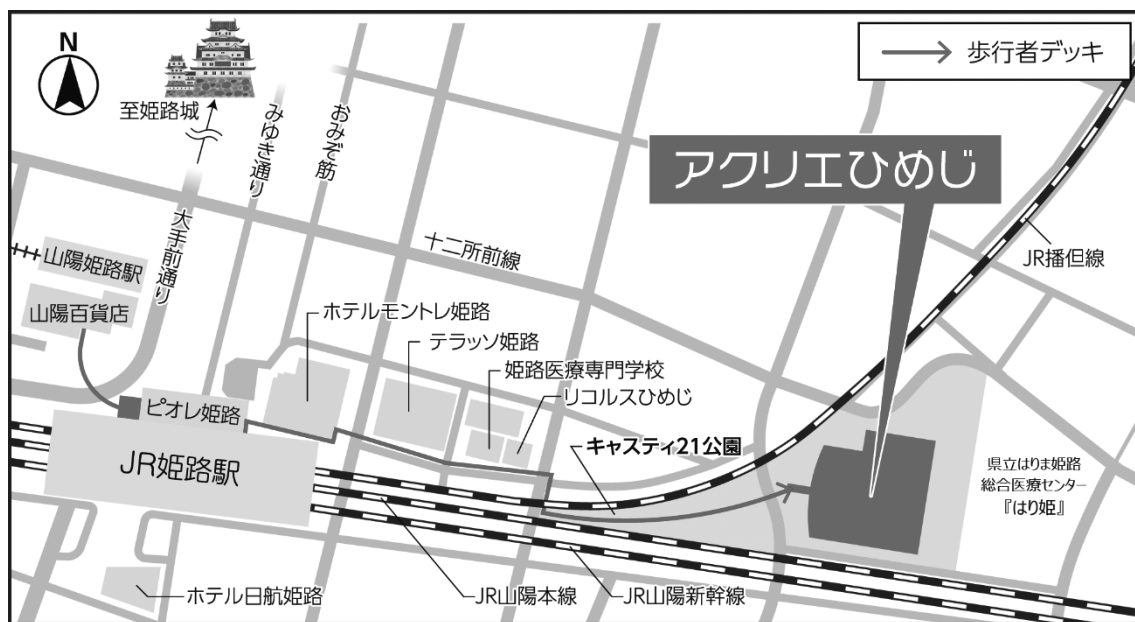 N
至姫路城
歩行者デッキ
みゆき通り
おみぞ筋
大手前通り
アクリエひめじ
十二所前線
JR播但線
山陽姫路駅
山陽百貨店
ホテルモントレ姫路
テラッソ姫路
姫路医療専門学校
リコルスひめじ
ピオレ姫路
キャスティ21公園
JR姫路駅
県立はりま姫路
総合医療センター
『はり姫』
ホテル日航姫路
JR山陽本線
JR山陽新幹線